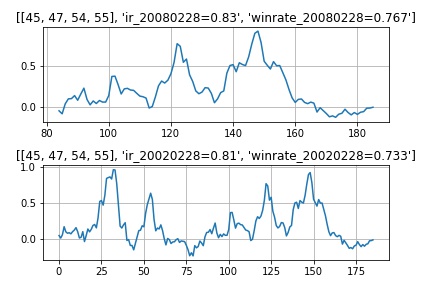 [[45, 47, 54, 55], 'ir_20080228=0.83', 'winrate_20080228=0.767']
0.5
0.0
80 100 120 140 160 180
[[45, 47, 54, 55], 'ir_20020228=0.81', 'winrate_20020228=0.733']
1.0
0.5
0.0
0 25 50 75 100 125 150 175